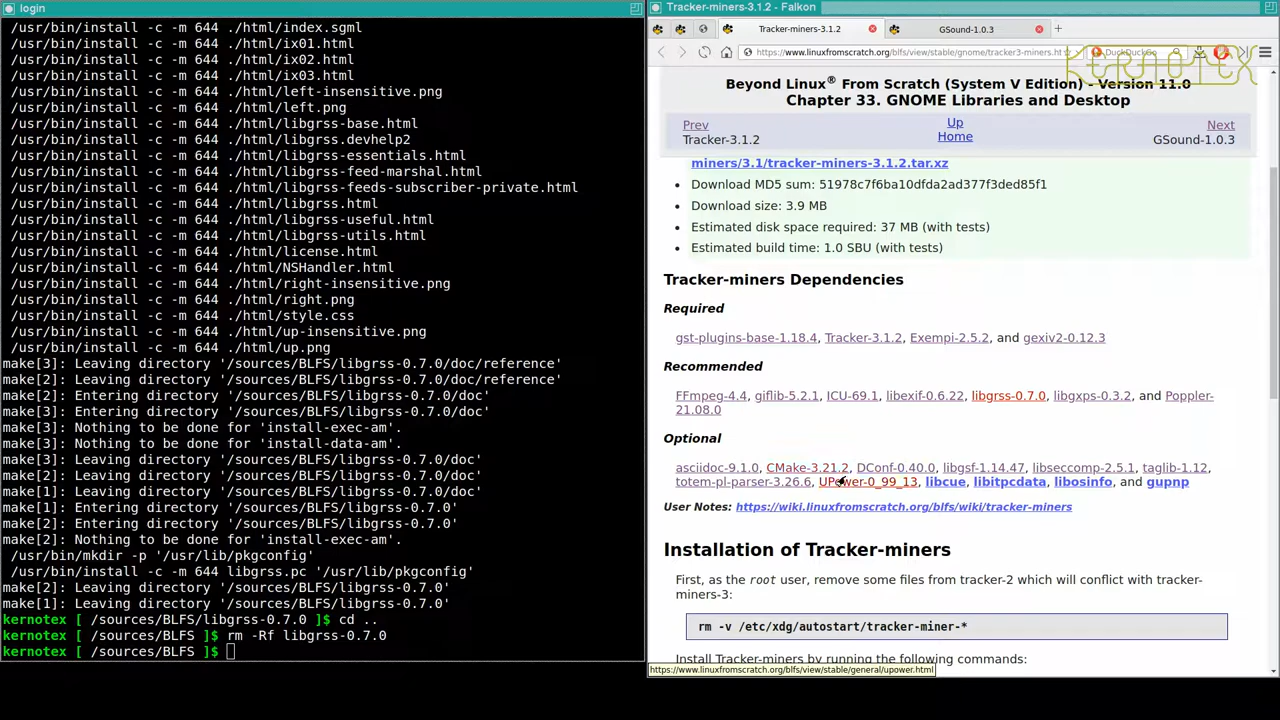 login
/usr/bin/install -c -m 644 ./html/index.sgml
/usr/bin/install -c -m 644 ./html/ix01.html
/usr/bin/install -c -m 644 ./html/ix02.html
/usr/bin/install -c -m 644 ./html/ix03.html
/usr/bin/install -c -m 644 ./html/left-insensitive.png
/usr/bin/install -c -m 644 ./html/left.png
/usr/bin/install -c -m 644 ./html/libgrss-base.html
/usr/bin/install -c -m 644 ./html/libgrss.devhelp2
/usr/bin/install -c -m 644 ./html/libgrss-essentials.html
/usr/bin/install -c -m 644 ./html/libgrss-feed-marshal.html
/usr/bin/install -c -m 644 ./html/libgrss-feeds-subscriber-private.html
/usr/bin/install -c -m 644 ./html/libgrss.html
/usr/bin/install -c -m 644 ./html/libgrss-useful.html
/usr/bin/install -c -m 644 ./html/libgrss-utils.html
/usr/bin/install -c -m 644 ./html/license.html
/usr/bin/install -c -m 644 ./html/NSHandler.html
/usr/bin/install -c -m 644 ./html/right-insensitive.png
/usr/bin/install -c -m 644 ./html/right.png
/usr/bin/install -c -m 644 ./html/style.css
/usr/bin/install -c -m 644 ./html/up-insensitive.png
/usr/bin/install -c -m 644 ./html/up.png
make[3]: Leaving directory '/sources/BLFS/libgrss-0.7.0/doc/reference'
make[2]: Leaving directory '/sources/BLFS/libgrss-0.7.0/doc/reference'
make[2]: Entering directory '/sources/BLFS/libgrss-0.7.0/doc'
make[3]: Entering directory '/sources/BLFS/libgrss-0.7.0/doc'
make[3]: Nothing to be done for 'install-exec-am'.
make[3]: Nothing to be done for 'install-data-am'.
make[3]: Leaving directory '/sources/BLFS/libgrss-0.7.0/doc'
make[2]: Leaving directory '/sources/BLFS/libgrss-0.7.0/doc'
make[1]: Leaving directory '/sources/BLFS/libgrss-0.7.0/doc'
make[1]: Entering directory '/sources/BLFS/libgrss-0.7.0'
make[2]: Entering directory '/sources/BLFS/libgrss-0.7.0'
make[2]: Nothing to be done for 'install-exec-am'.
/usr/bin/mkdir -p '/usr/lib/pkgconfig'
/usr/bin/install -c -m 644 libgrss.pc '/usr/lib/pkgconfig'
make[2]: Leaving directory '/sources/BLFS/libgrss-0.7.0'
make[1]: Leaving directory '/sources/BLFS/libgrss-0.7.0'
kernotex [ /sources/BLFS/libgrss-0.7.0 ]$ cd ..
kernotex [ /sources/BLFS ]$ rm -Rf libgrss-0.7.0
kernotex [ /sources/BLFS ]$
Tracker-miners-3.1.2 - Falkon
Tracker-miners-3.1.2
GSound-1.0.3
https://www.linuxfromscratch.org/blfs/view/stable/gnome/tracker3-miners.ht
DuckDuckGo
KERNOTEX
Beyond Linux® From Scratch (System V Edition) - Version 11.0
Chapter 33. GNOME Libraries and Desktop
Prev
Up
Next
Tracker-3.1.2
Home
GSound-1.0.3
miners/3.1/tracker-miners-3.1.2.tar.xz
• Download MD5 sum: 51978c7f6ba10dfda2ad377f3ded85f1
• Download size: 3.9 MB
• Estimated disk space required: 37 MB (with tests)
• Estimated build time: 1.0 SBU (with tests)
Tracker-miners Dependencies
Required
gst-plugins-base-1.18.4, Tracker-3.1.2, Exempi-2.5.2, and gexiv2-0.12.3
Recommended
FFmpeg-4.4, giflib-5.2.1, ICU-69.1, libexif-0.6.22, libgrss-0.7.0, libgxps-0.3.2, and Poppler-
21.08.0
Optional
asciidoc-9.1.0, CMake-3.21.2, DConf-0.40.0, libgsf-1.14.47, libseccomp-2.5.1, taglib-1.12,
totem-pl-parser-3.26.6, UPower-0_99_13, libcue, libitpcdata, libosinfo, and gupnp
User Notes: https://wiki.linuxfromscratch.org/blfs/wiki/tracker-miners
Installation of Tracker-miners
First, as the root user, remove some files from tracker-2 which will conflict with tracker-
miners-3:
rm -v /etc/xdg/autostart/tracker-miner-*
Install Tracker-miners by running the following commands:
https://www.linuxfromscratch.org/blfs/view/stable/general/upower.html